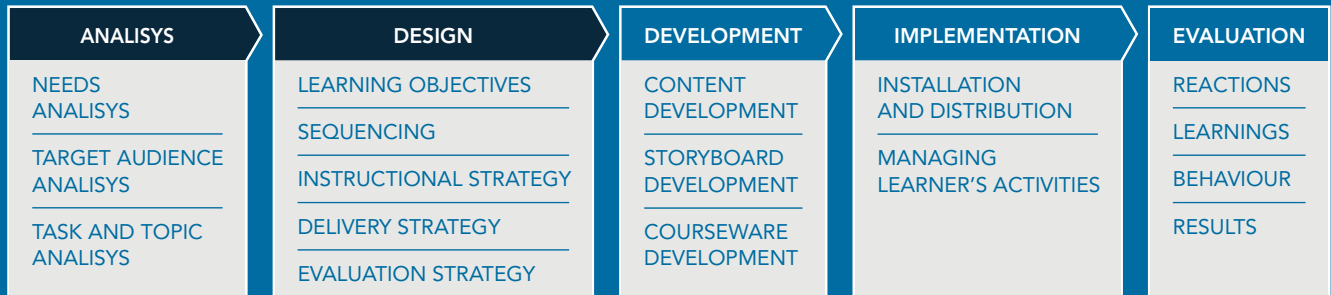 ANALISYS
NEEDS
ANALISYS
TARGET AUDIENCE
ANALISYS
TASK AND TOPIC
ANALISYS
DESIGN
LEARNING OBJECTIVES
SEQUENCING
INSTRUCTIONAL STRATEGY
DELIVERY STRATEGY
EVALUATION STRATEGY
DEVELOPMENT
CONTENT
DEVELOPMENT
STORYBOARD
DEVELOPMENT
COURSEWARE
DEVELOPMENT
IMPLEMENTATION
INSTALLATION
AND DISTRIBUTION
MANAGING
LEARNER'S ACTIVITIES
EVALUATION
REACTIONS
LEARNINGS
BEHAVIOUR
RESULTS